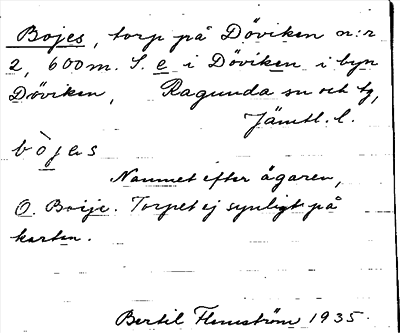 Bojes, torp på Döviken n:r
2, 600 m. S. e i Döviken i byn
Döviken, Ragunda sn och tg,
Jämtl. l.
bòjes
Namnet efter ägaren,
O. Boije. Torpet ej synligt på
kartan.
Bertil Flemström 1935.